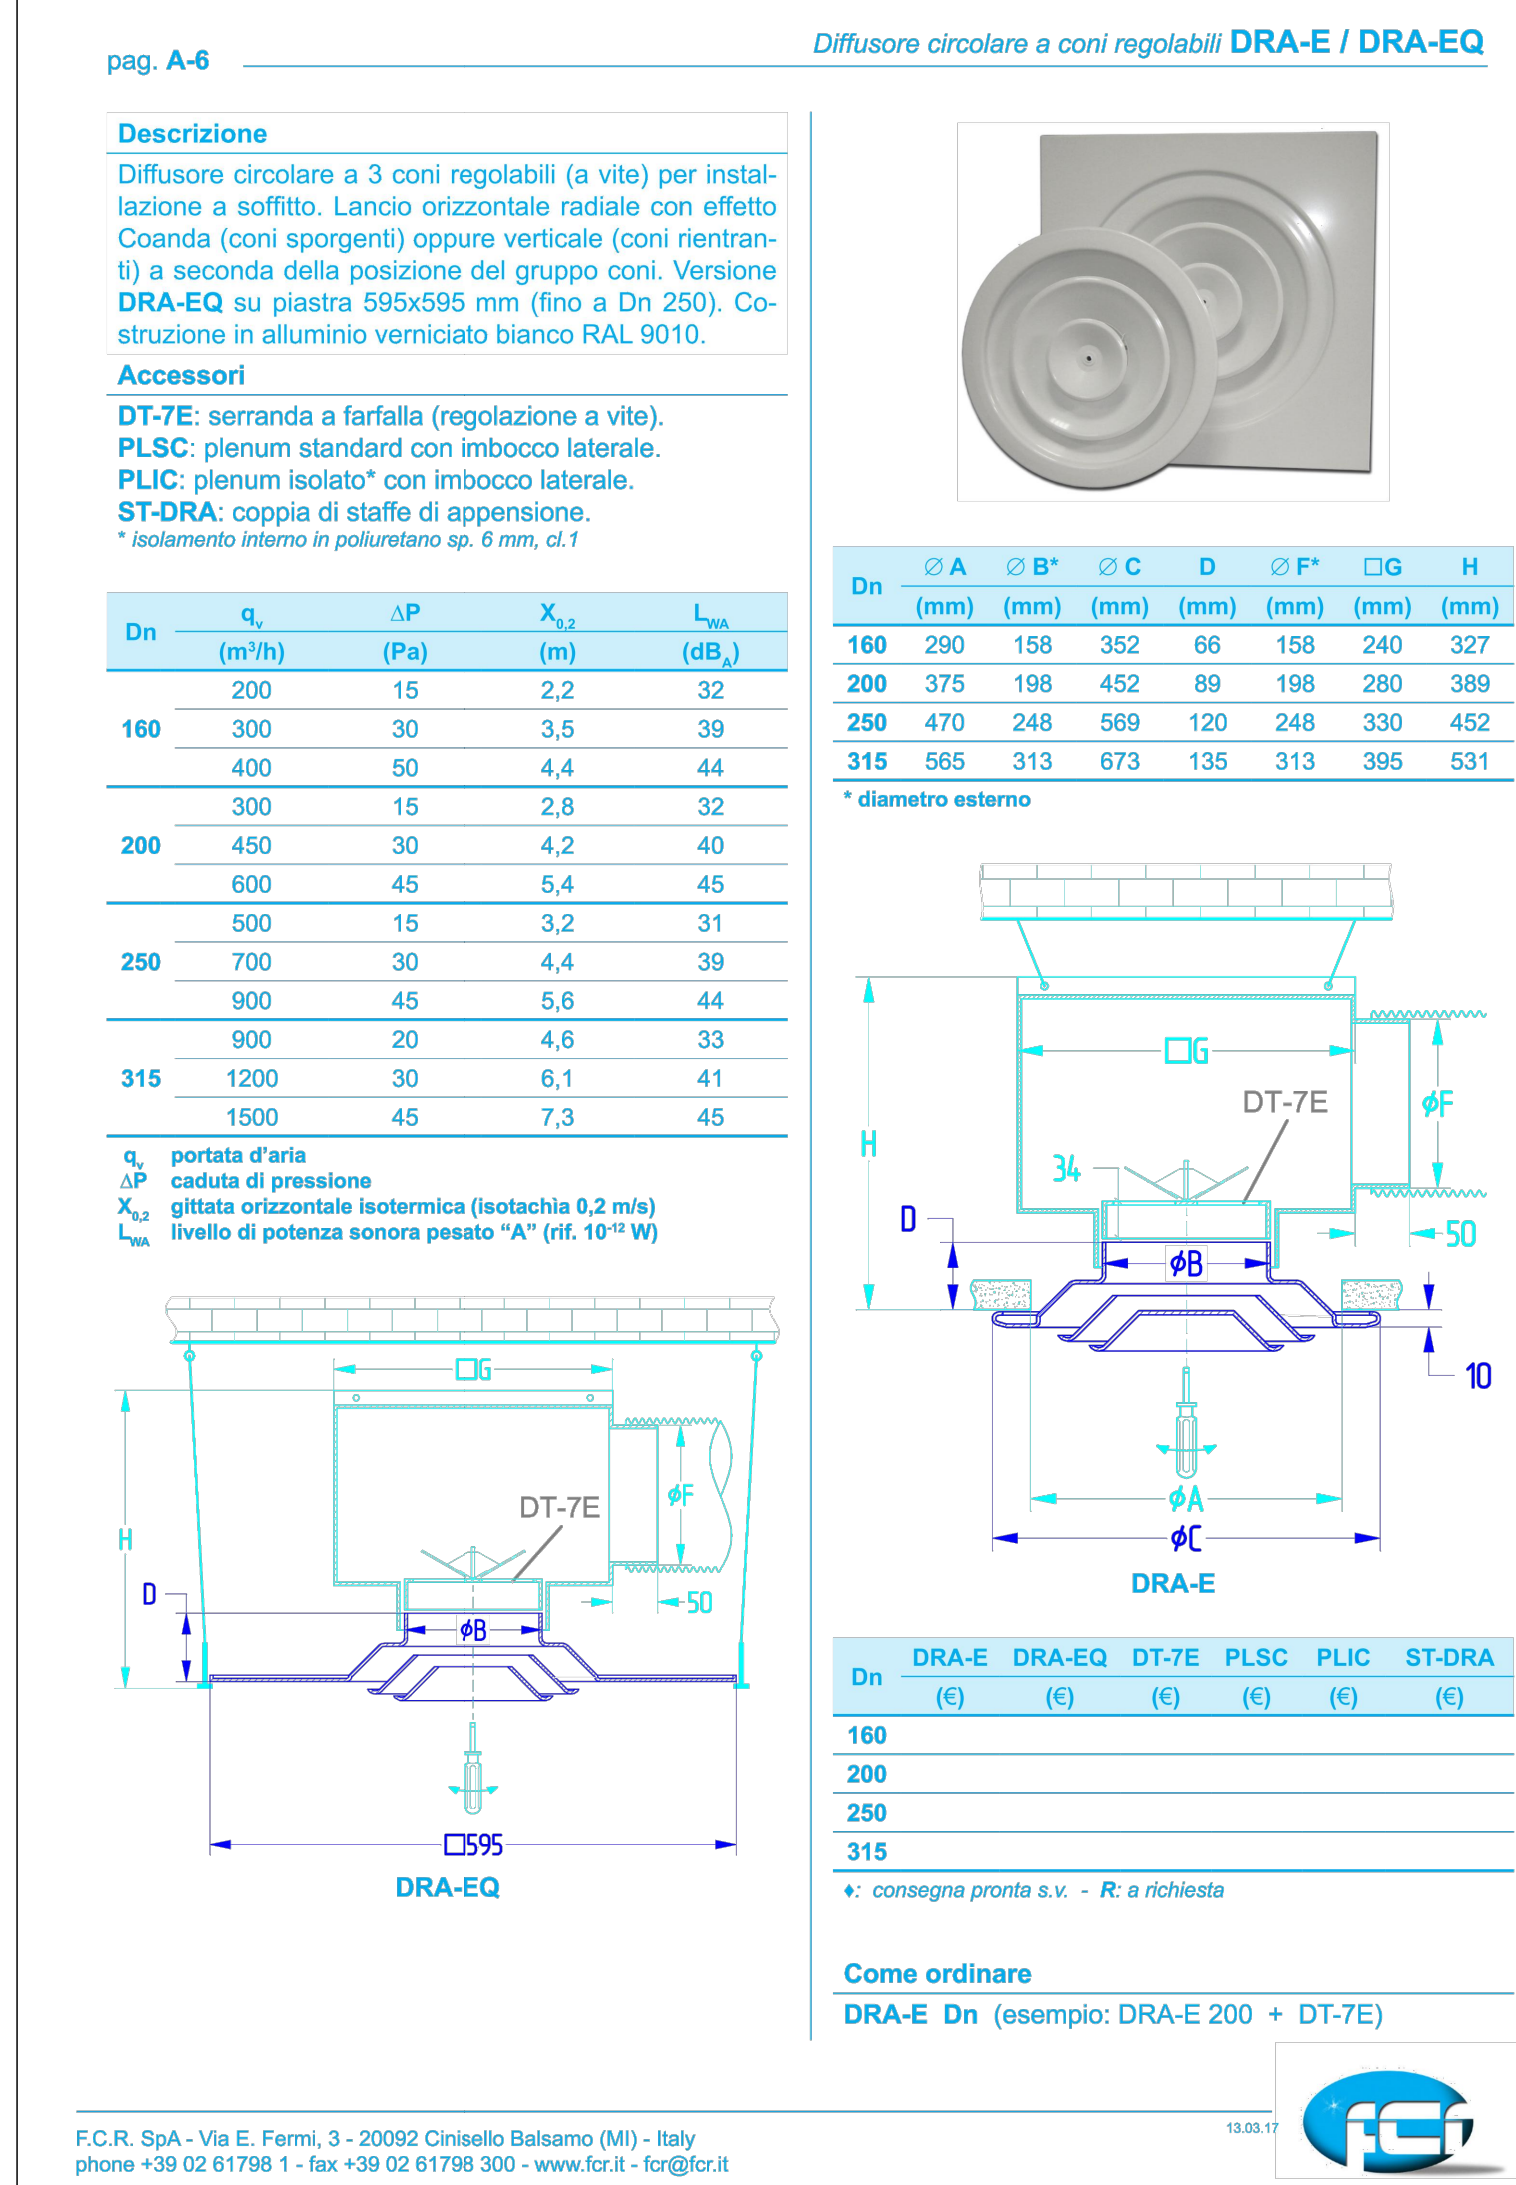 pag. A-6
Diffusore circolare a coni regolabili DRA-E / DRA-EQ
Descrizione
Diffusore circolare a 3 coni regolabili (a vite) per instal-
lazione a soffitto. Lancio orizzontale radiale con effetto
Coanda (coni sporgenti) oppure verticale (coni rientran-
ti) a seconda della posizione del gruppo coni. Versione
DRA-EQ su piastra 595x595 mm (fino a Dn 250). Co-
struzione in alluminio verniciato bianco RAL 9010.
Accessori
DT-7E: serranda a farfalla (regolazione a vite).
PLSC: plenum standard con imbocco laterale.
PLIC: plenum isolato* con imbocco laterale.
ST-DRA: coppia di staffe di appensione.
* isolamento interno in poliuretano sp. 6 mm, cl.1
Dn qv ΔP X0,2 LWA
(m³/h) (Pa) (m) (dBA)
160
200 15 2,2 32
300 30 3,5 39
400 50 4,4 44
200
300 15 2,8 32
450 30 4,2 40
600 45 5,4 45
250
500 15 3,2 31
700 30 4,4 39
900 45 5,6 44
315
900 20 4,6 33
1200 30 6,1 41
1500 45 7,3 45
qv portata d’aria
ΔP caduta di pressione
X0,2 gittata orizzontale isotermica (isotachìa 0,2 m/s)
LWA livello di potenza sonora pesato “A” (rif. 10⁻¹² W)
□G
H
DT-7E
ϕF
D
50
ϕB
□595
DRA-EQ
Dn ∅ A ∅ B* ∅ C D ∅ F* □G H
(mm) (mm) (mm) (mm) (mm) (mm) (mm)
160 290 158 352 66 158 240 327
200 375 198 452 89 198 280 389
250 470 248 569 120 248 330 452
315 565 313 673 135 313 395 531
* diametro esterno
□G
DT-7E
ϕF
H
34
D
50
ϕB
10
ϕA
ϕC
DRA-E
Dn DRA-E DRA-EQ DT-7E PLSC PLIC ST-DRA
(€) (€) (€) (€) (€) (€)
160
200
250
315
♦: consegna pronta s.v. - R: a richiesta
Come ordinare
DRA-E Dn (esempio: DRA-E 200 + DT-7E)
13.03.17
fcr
F.C.R. SpA - Via E. Fermi, 3 - 20092 Cinisello Balsamo (MI) - Italy
phone +39 02 61798 1 - fax +39 02 61798 300 - www.fcr.it - fcr@fcr.it